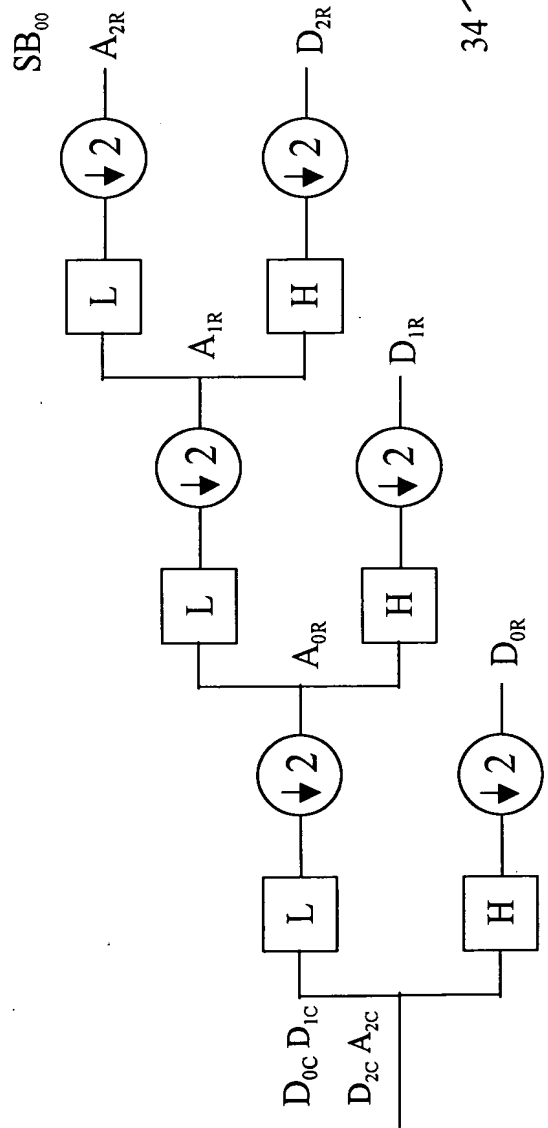 SB₀₀
A₂R
↓2
L
A₁R
H
↓2
D₂R
↓2
L
A₀R
H
↓2
D₁R
↓2
L
D₀C D₁C
D₂C A₂C
H
↓2
D₀R
34